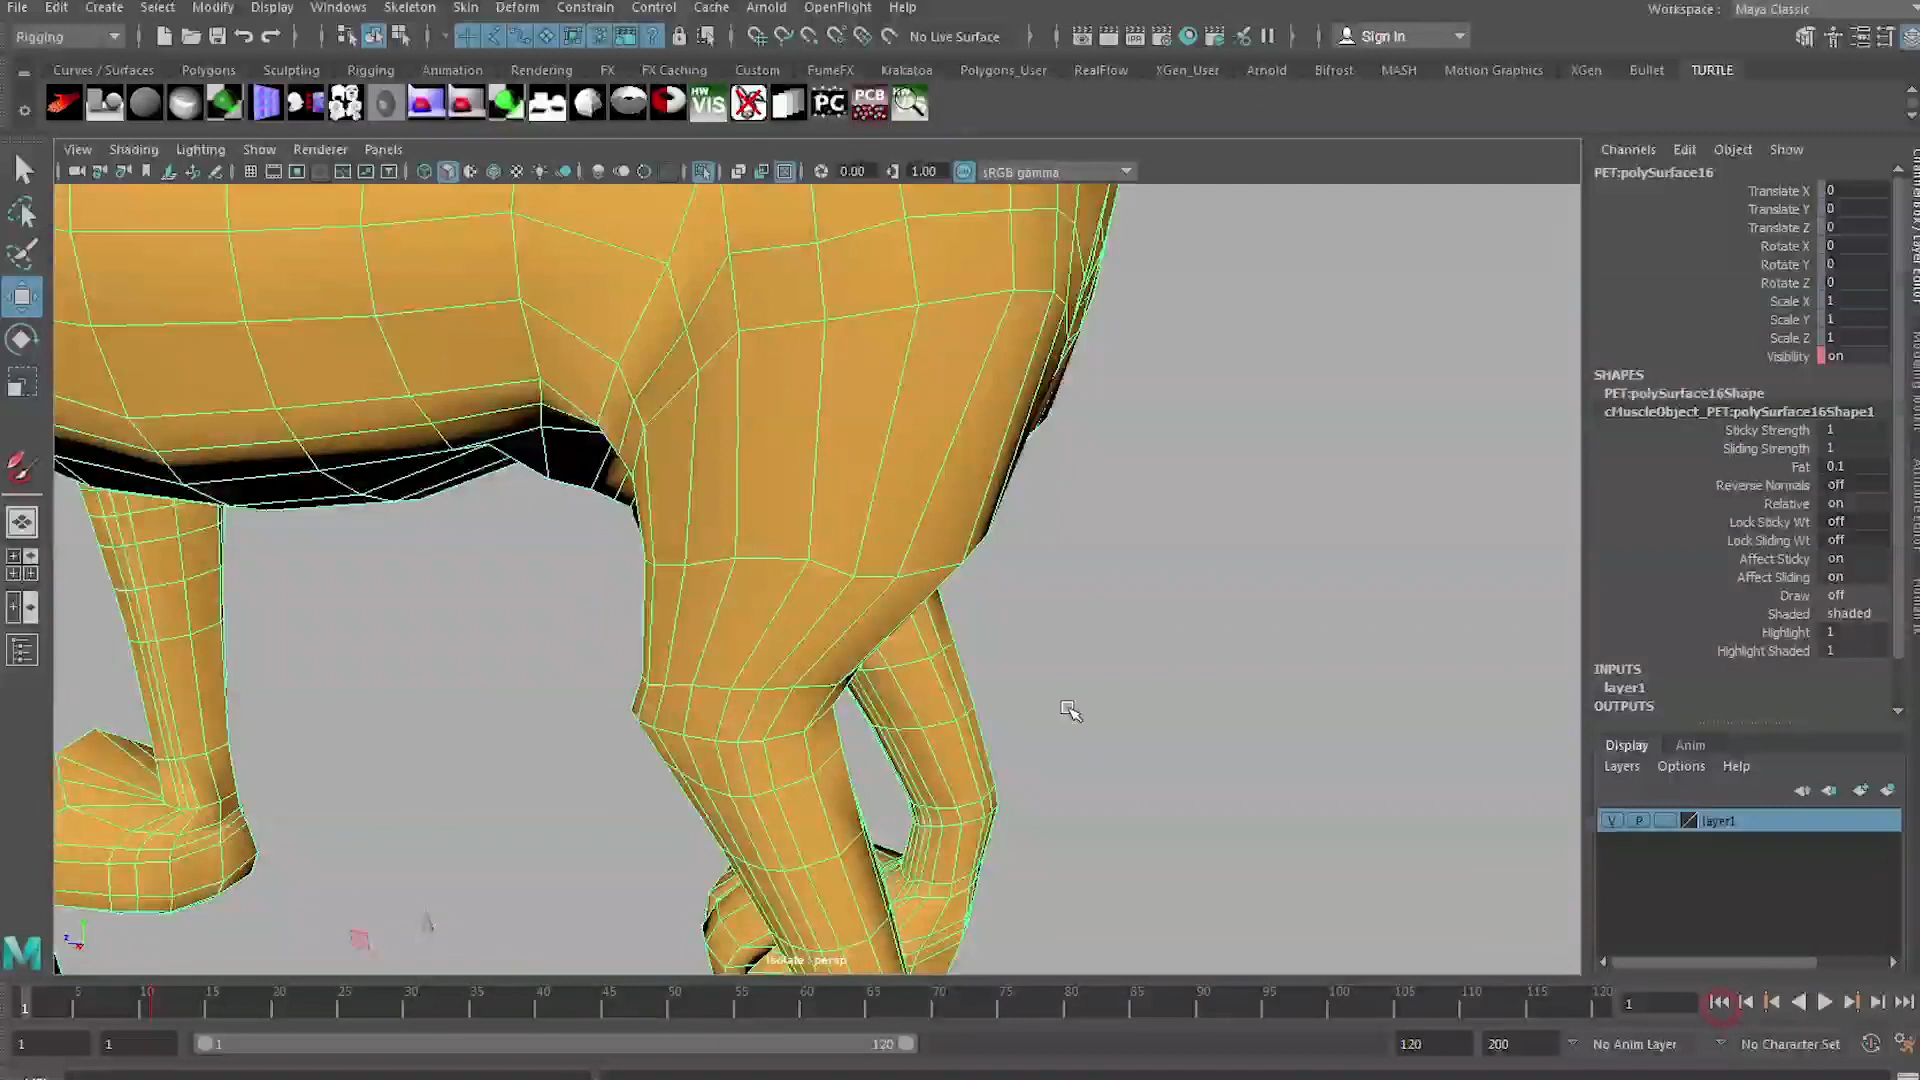 File Edit Create Select Modify Display Windows Skeleton Skin Deform Constrain Control Cache Arnold OpenFlight Help
Workspace : Maya Classic
Rigging No Live Surface Sign In
Curves / Surfaces Polygons Sculpting Rigging Animation Rendering FX FX Caching Custom FumeFX Krakatoa Polygons_User RealFlow XGen_User Arnold Bifrost MASH Motion Graphics XGen Bullet TURTLE
HW VIS PC PCB
View Shading Lighting Show Renderer Panels
0.00 1.00 sRGB gamma
Channels Edit Object Show
PET:polySurface16
Translate X 0
Translate Y 0
Translate Z 0
Rotate X 0
Rotate Y 0
Rotate Z 0
Scale X 1
Scale Y 1
Scale Z 1
Visibility on
SHAPES
PET:polySurface16Shape
cMuscleObject_PET:polySurface16Shape1
Sticky Strength 1
Sliding Strength 1
Fat 0.1
Reverse Normals off
Relative on
Lock Sticky Wt off
Lock Sliding Wt off
Affect Sticky on
Affect Sliding on
Draw off
Shaded shaded
Highlight 1
Highlight Shaded 1
INPUTS
layer1
OUTPUTS
Display Anim
Layers Options Help
V P layer1
isolate : persp
5 10 15 20 25 30 35 40 45 50 55 60 65 70 75 80 85 90 95 100 105 110 115 120
1 1
1 1 1 120 120 200 No Anim Layer No Character Set